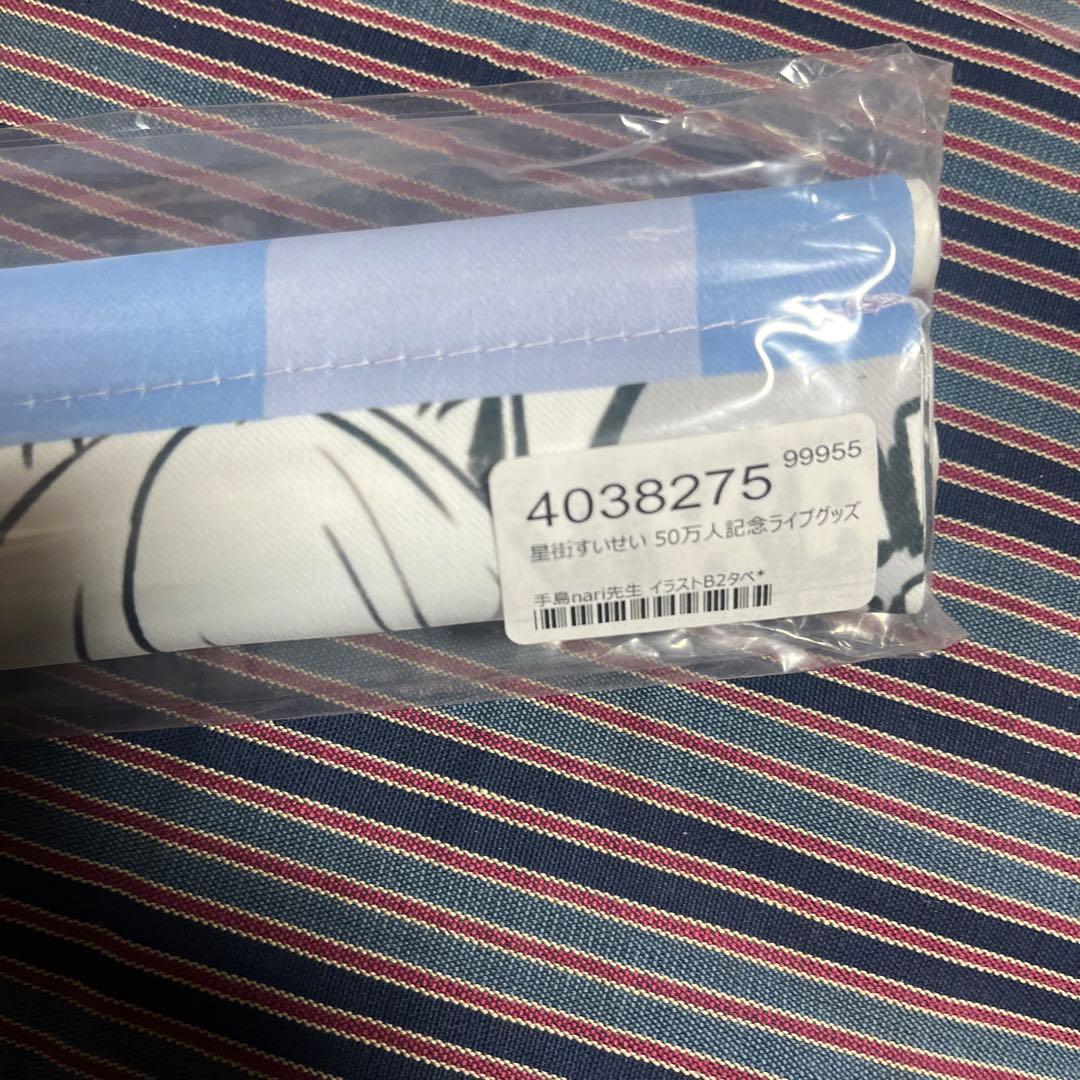 4038275 99955
星街すいせい 50万人記念ライブグッズ
手島nari先生 イラストB2タペ*